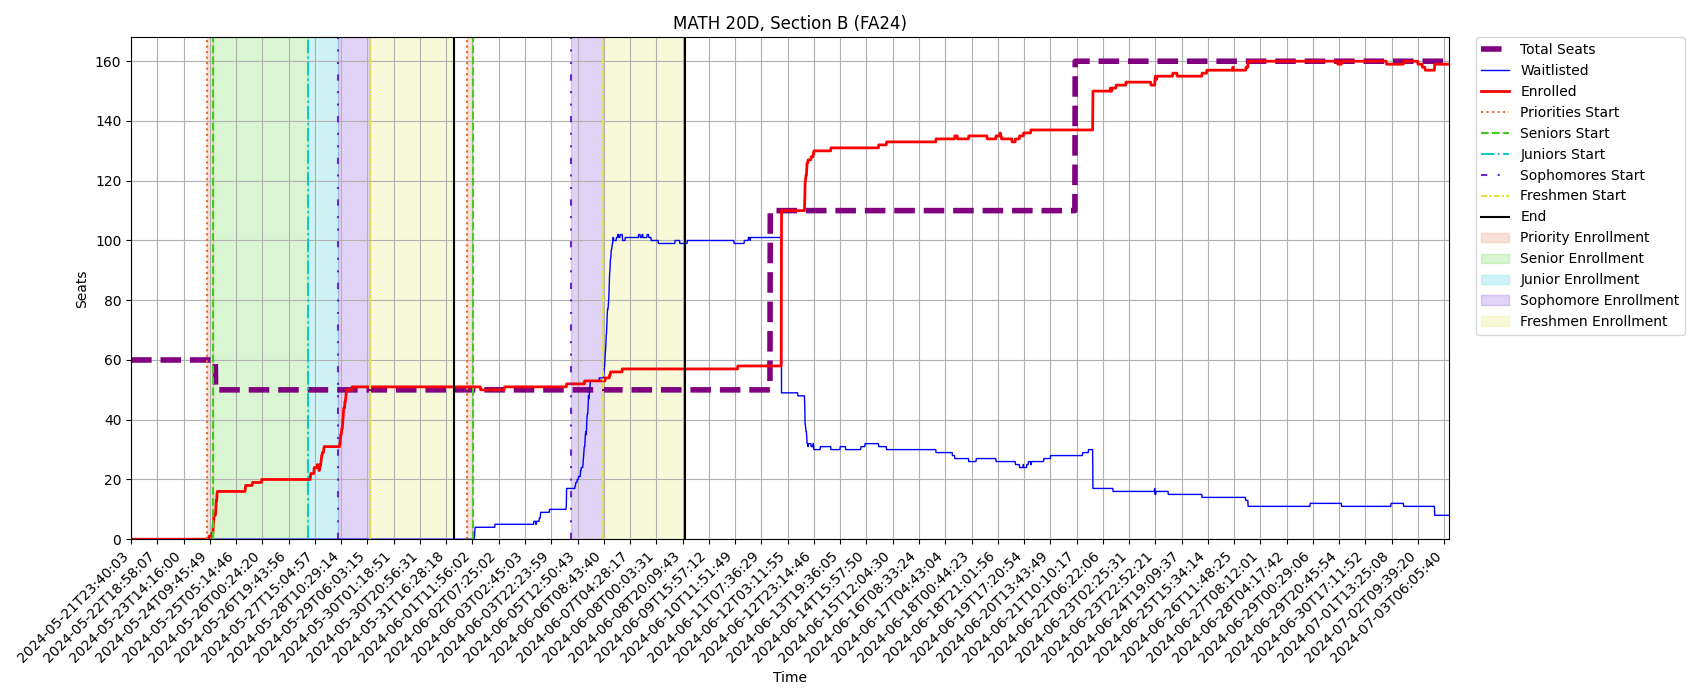 MATH 20D, Section B (FA24)
Seats
160
140
120
100
80
60
40
20
0
2024-05-21T23:40:03
2024-05-22T18:58:07
2024-05-23T14:16:00
2024-05-24T09:45:49
2024-05-25T05:14:46
2024-05-26T00:24:20
2024-05-26T19:43:56
2024-05-27T15:04:57
2024-05-28T10:29:14
2024-05-29T06:03:15
2024-05-30T01:18:51
2024-05-30T20:56:31
2024-05-31T16:28:18
2024-06-01T11:56:02
2024-06-02T07:25:01
2024-06-03T02:45:03
2024-06-03T22:23:59
2024-06-05T12:50:43
2024-06-06T08:43:40
2024-06-07T04:28:17
2024-06-08T00:03:31
2024-06-08T20:09:43
2024-06-09T15:57:12
2024-06-10T11:51:49
2024-06-11T07:36:29
2024-06-12T03:11:55
2024-06-12T23:14:46
2024-06-13T19:36:05
2024-06-14T15:57:50
2024-06-15T12:04:30
2024-06-16T08:33:24
2024-06-17T04:43:04
2024-06-18T00:44:23
2024-06-18T21:01:56
2024-06-19T17:20:54
2024-06-20T13:43:49
2024-06-21T10:10:17
2024-06-22T06:22:06
2024-06-23T02:25:31
2024-06-23T22:52:21
2024-06-24T19:09:37
2024-06-25T15:34:14
2024-06-26T11:48:25
2024-06-27T08:12:01
2024-06-28T04:17:42
2024-06-29T00:29:06
2024-06-29T20:45:54
2024-06-30T17:11:52
2024-07-01T13:25:08
2024-07-02T09:39:20
2024-07-03T06:05:40
Time
Total Seats
Waitlisted
Enrolled
Priorities Start
Seniors Start
Juniors Start
Sophomores Start
Freshmen Start
End
Priority Enrollment
Senior Enrollment
Junior Enrollment
Sophomore Enrollment
Freshmen Enrollment